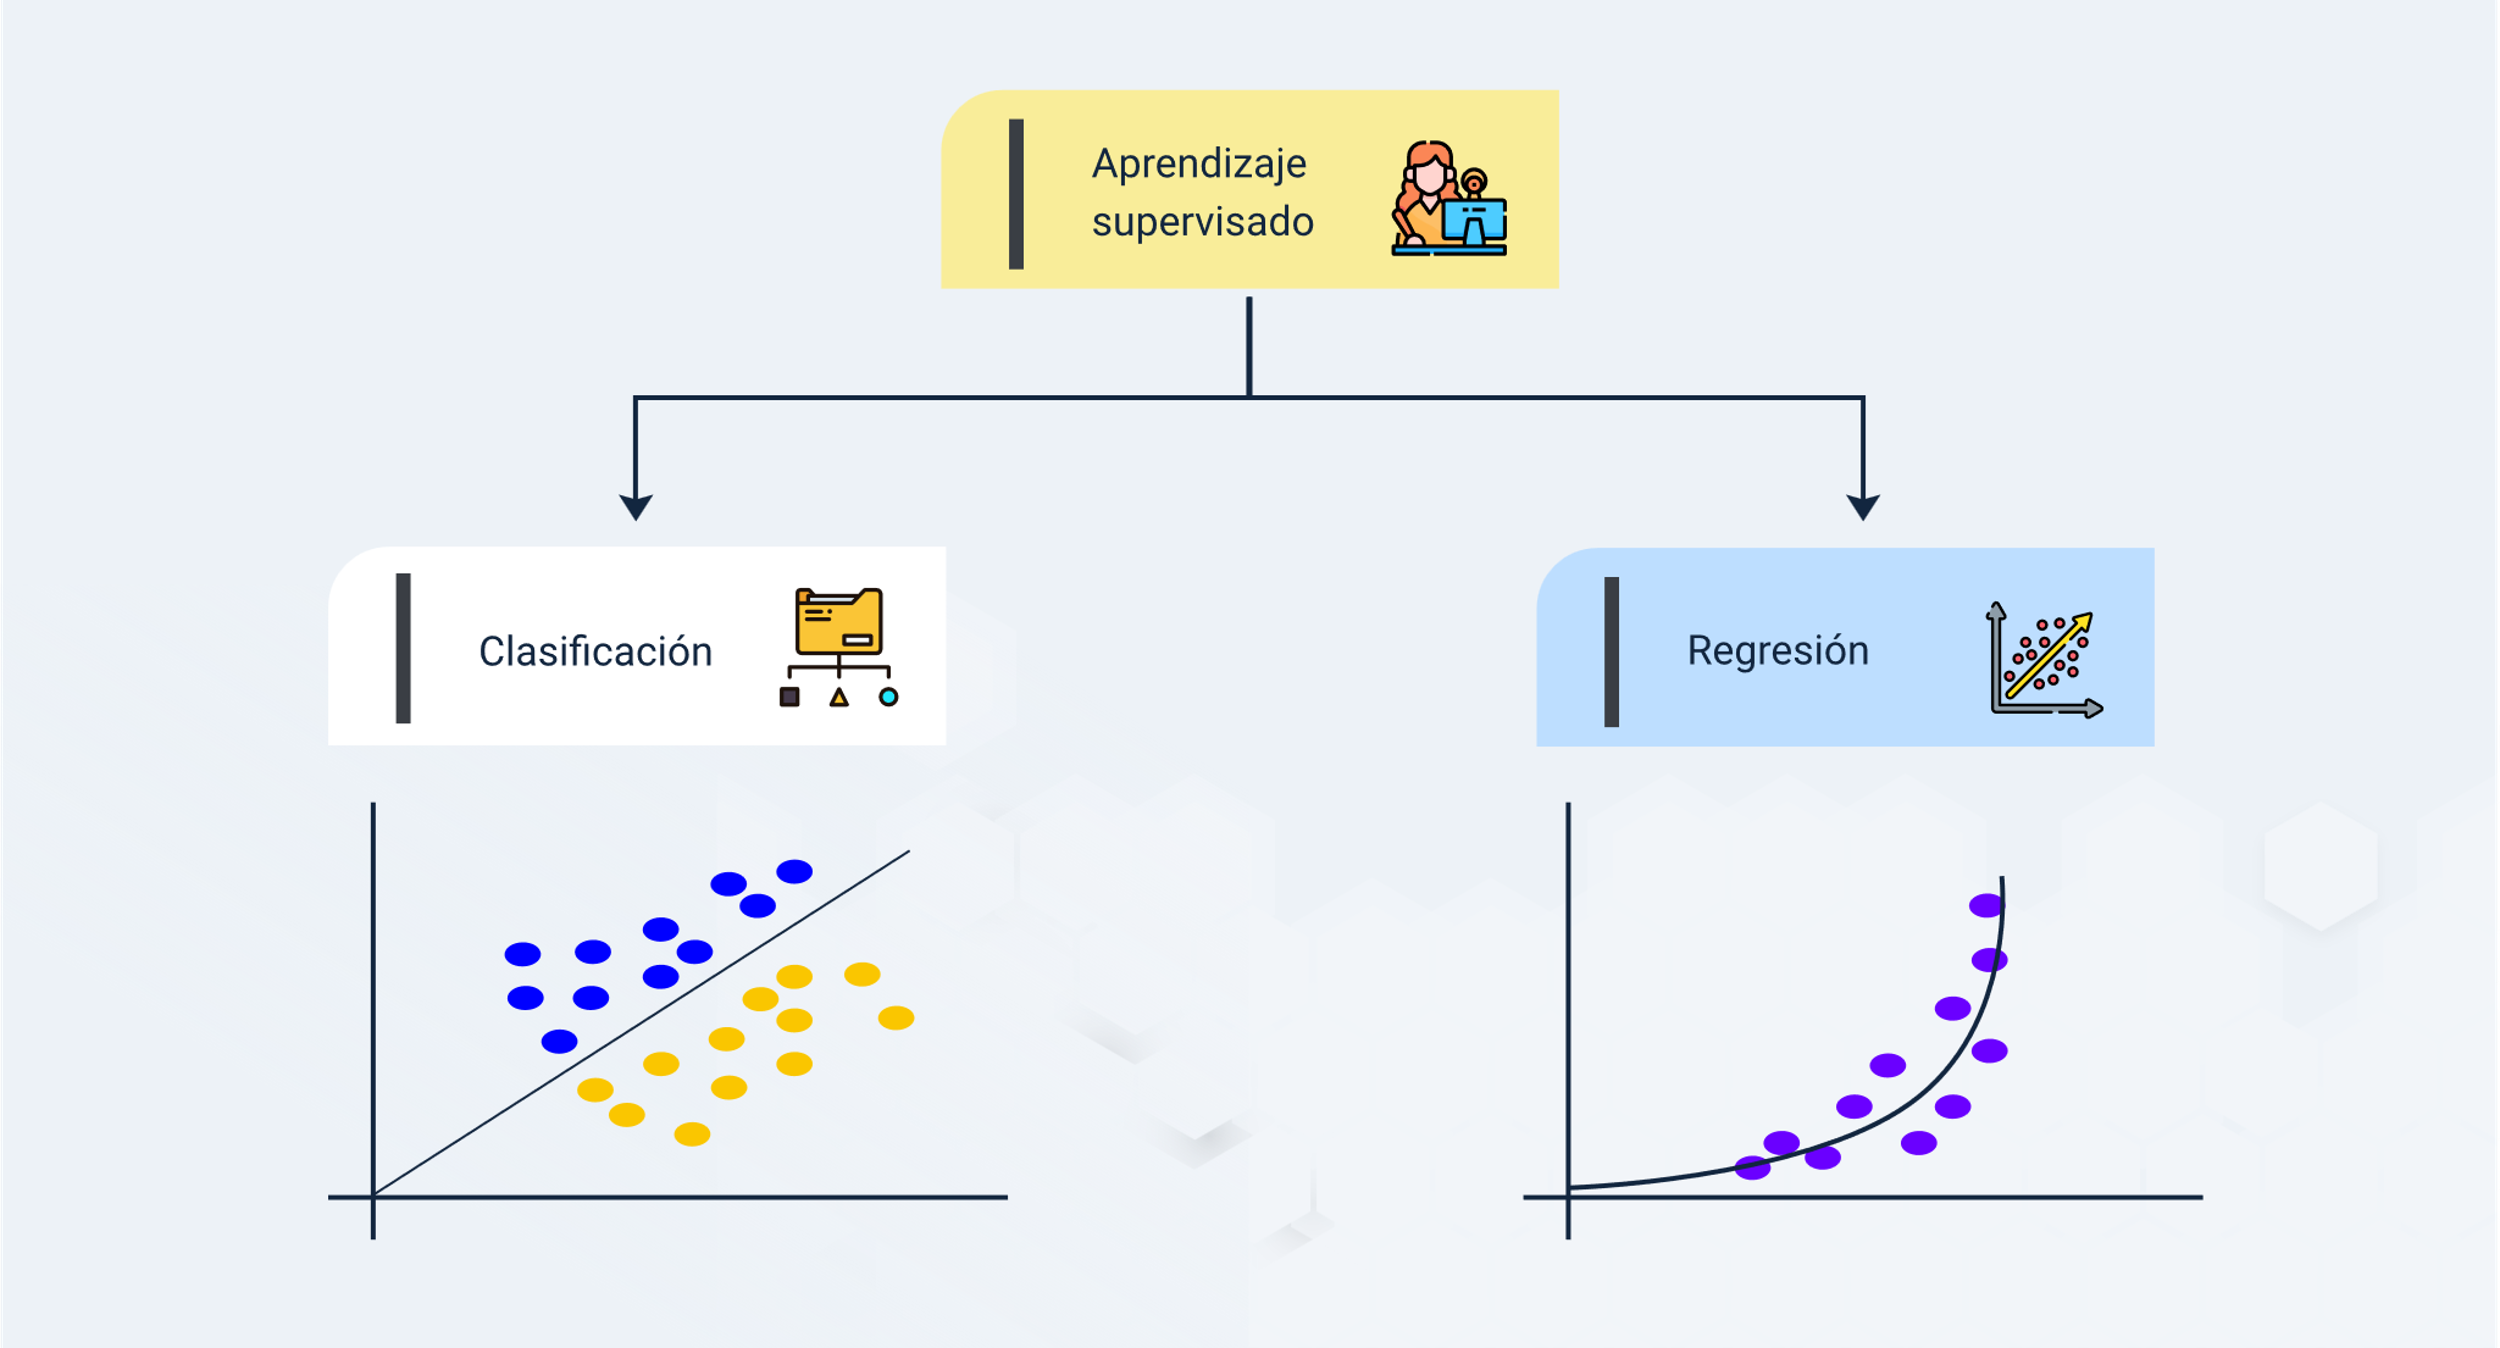 Aprendizaje
supervisado
Clasificación
Regresión